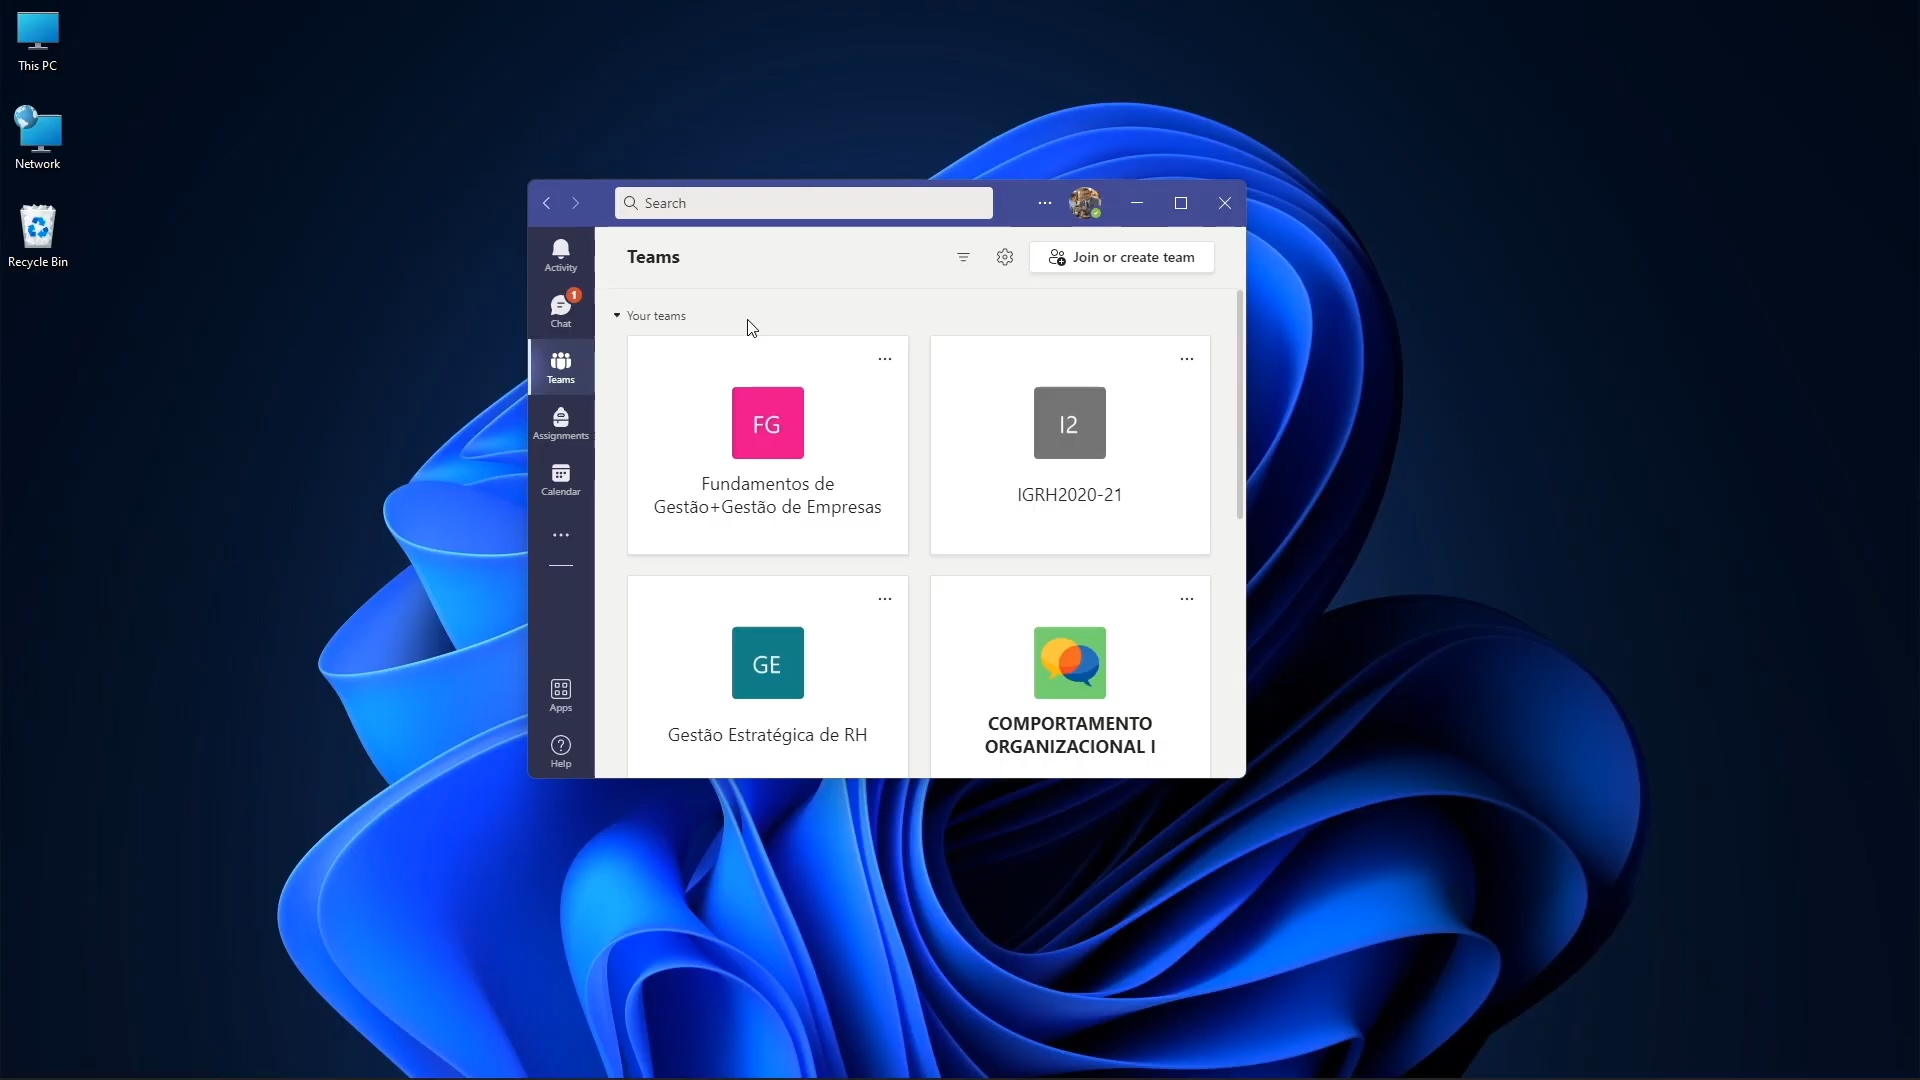 This PC
Network
Recycle Bin
Search
Activity
1
Chat
Teams
Assignments
Calendar
Apps
Help
Teams
Join or create team
Your teams
FG
Fundamentos de
Gestão+Gestão de Empresas
I2
IGRH2020-21
GE
Gestão Estratégica de RH
COMPORTAMENTO
ORGANIZACIONAL I